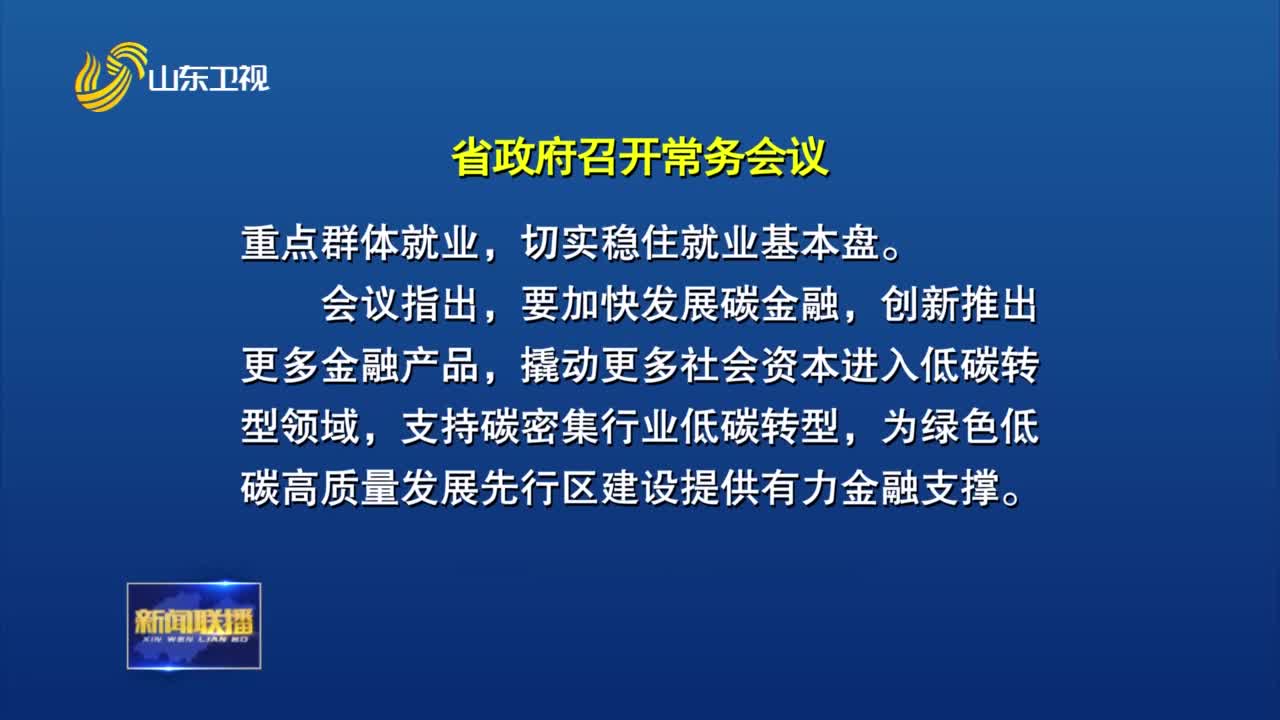 山东卫视
省政府召开常务会议
重点群体就业，切实稳住就业基本盘。
会议指出，要加快发展碳金融，创新推出
更多金融产品，撬动更多社会资本进入低碳转
型领域，支持碳密集行业低碳转型，为绿色低
碳高质量发展先行区建设提供有力金融支撑。
新闻联播
XIN WEN LIAN BO